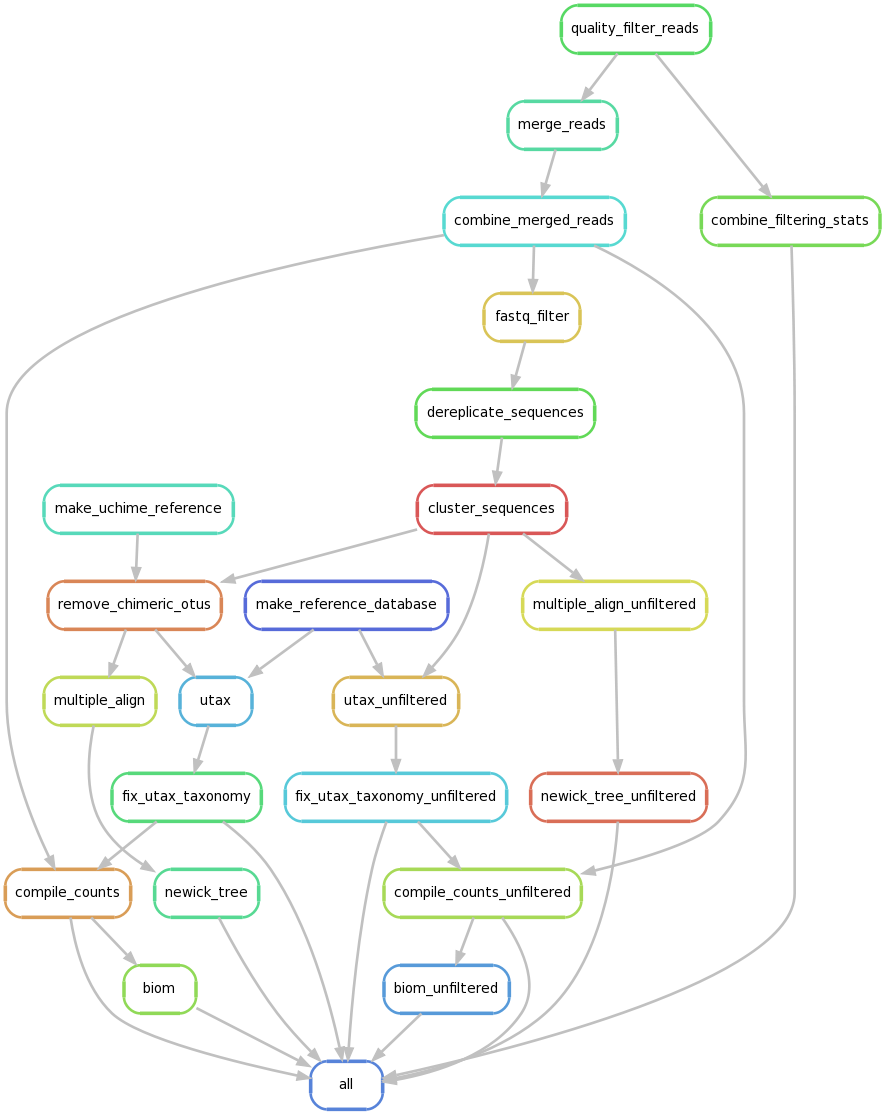 quality_filter_reads
merge_reads
combine_merged_reads
combine_filtering_stats
fastq_filter
dereplicate_sequences
make_uchime_reference
cluster_sequences
remove_chimeric_otus
make_reference_database
multiple_align_unfiltered
multiple_align
utax
utax_unfiltered
fix_utax_taxonomy
fix_utax_taxonomy_unfiltered
newick_tree_unfiltered
compile_counts
newick_tree
compile_counts_unfiltered
biom
biom_unfiltered
all